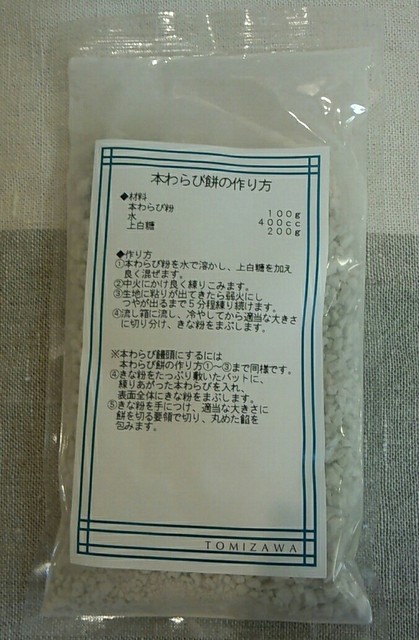 本わらび餅の作り方
◆材料
本わらび粉 100g
水 400cc
上白糖 200g
◆作り方
①本わらび粉を水で溶かし、上白糖を加え
良く混ぜます。
②中火にかけ良く練りこみます。
③生地に粘りが出てきたら弱火にし
つやが出るまで5分程練り続けます。
④流し箱に流し、冷やしてから適当な大きさ
に切り分け、きな粉をまぶします。
※本わらび饅頭にするには
本わらび餅の作り方①～③まで同様です。
④きな粉をたっぷり敷いたバットに、
練りあがった本わらびを入れ、
表面全体にきな粉をまぶします。
⑤きな粉を手につけ、適当な大きさに
餅を切る要領で切り、丸めた餡を
包みます。
TOMIZAWA